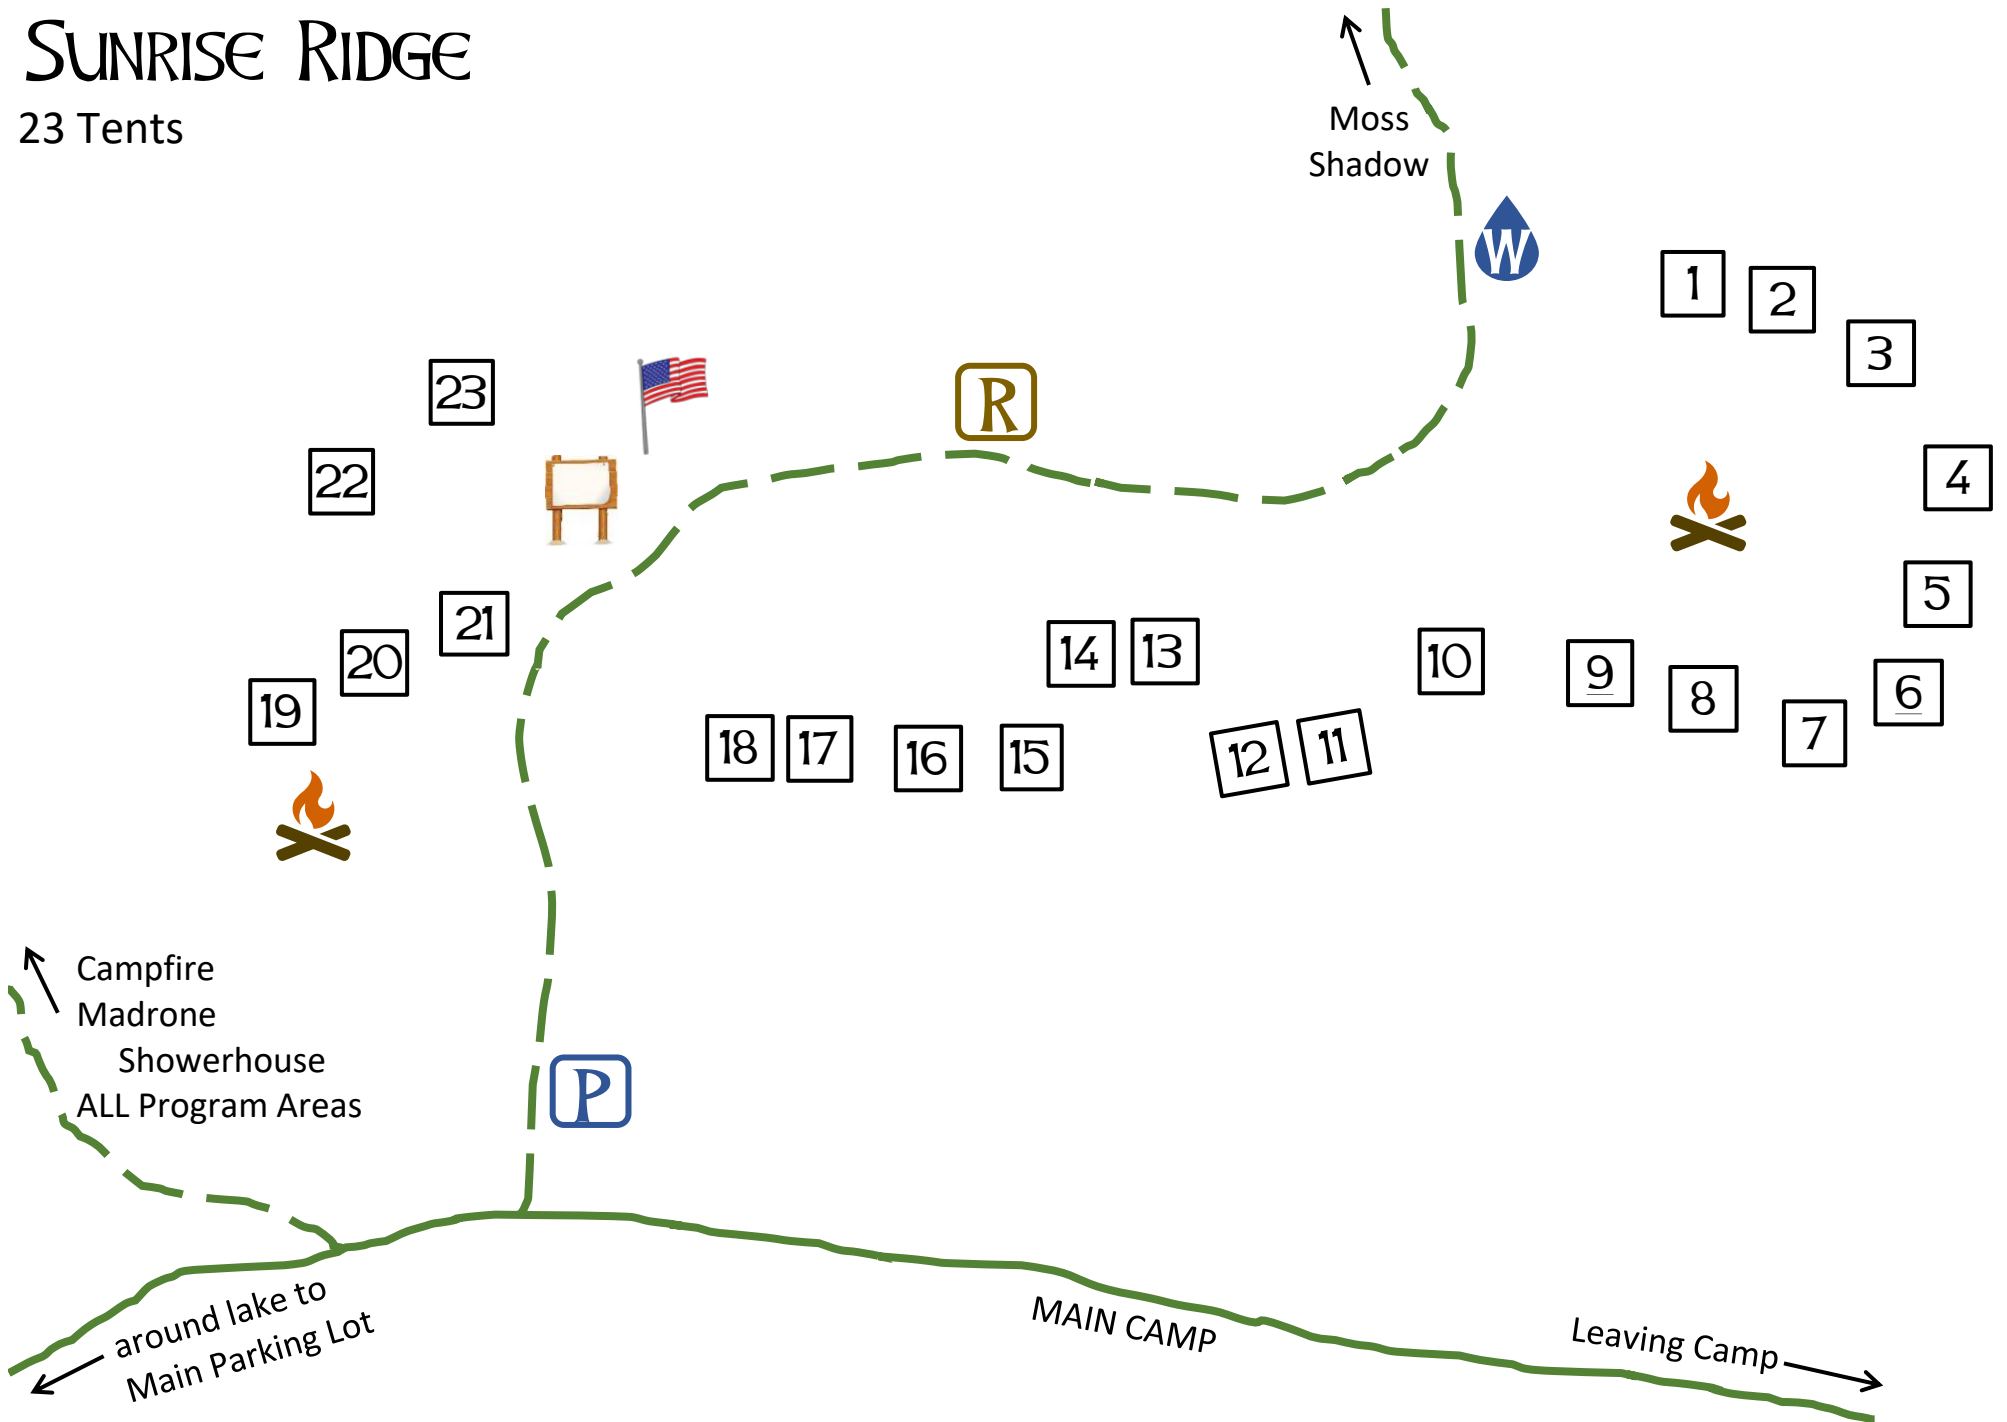 SUNRISE RIDGE
23 Tents
Moss
Shadow
W
1
2
3
23
R
22
4
5
21
14
13
10
20
9
8
6
19
18
17
16
15
12
11
7
Campfire
Madrone
Showerhouse
ALL Program Areas
P
around lake to
Main Parking Lot
MAIN CAMP
Leaving Camp